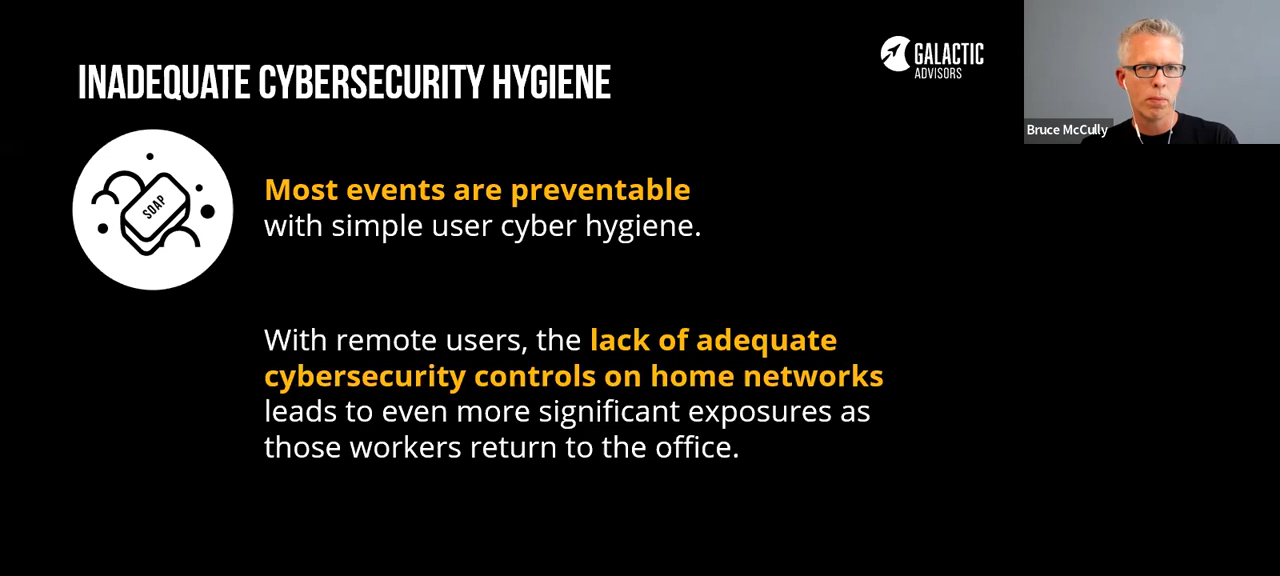 INADEQUATE CYBERSECURITY HYGIENE
GALACTIC
ADVISORS
Bruce McCully
SOAP
Most events are preventable
with simple user cyber hygiene.
With remote users, the lack of adequate
cybersecurity controls on home networks
leads to even more significant exposures as
those workers return to the office.